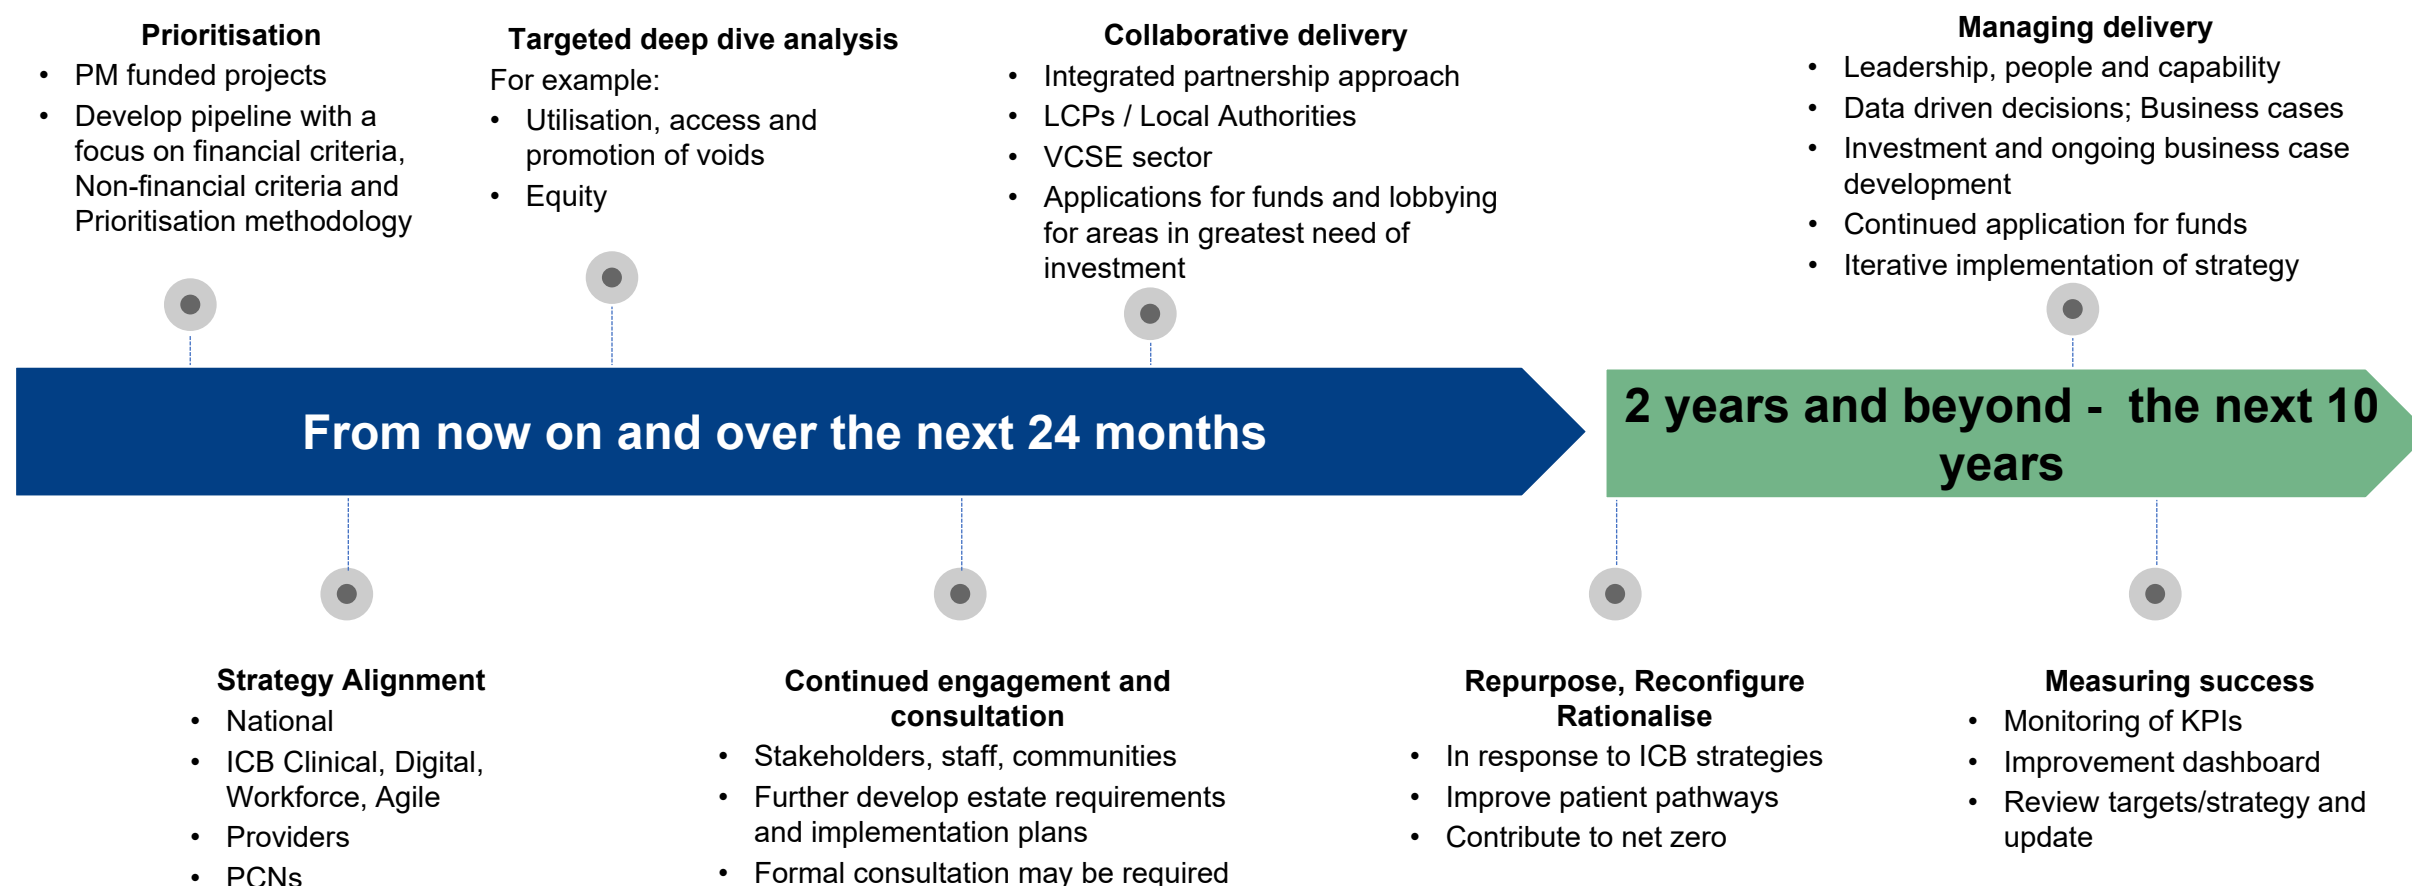 Prioritisation
• PM funded projects
• Develop pipeline with a
focus on financial criteria,
Non-financial criteria and
Prioritisation methodology
Targeted deep dive analysis
For example:
• Utilisation, access and
promotion of voids
• Equity
Collaborative delivery
• Integrated partnership approach
• LCPs / Local Authorities
• VCSE sector
• Applications for funds and lobbying
for areas in greatest need of
investment
Managing delivery
• Leadership, people and capability
• Data driven decisions; Business cases
• Investment and ongoing business case
development
• Continued application for funds
• Iterative implementation of strategy
From now on and over the next 24 months
2 years and beyond - the next 10
years
Strategy Alignment
• National
• ICB Clinical, Digital,
Workforce, Agile
• Providers
• PCNs
Continued engagement and
consultation
• Stakeholders, staff, communities
• Further develop estate requirements
and implementation plans
• Formal consultation may be required
Repurpose, Reconfigure
Rationalise
• In response to ICB strategies
• Improve patient pathways
• Contribute to net zero
Measuring success
• Monitoring of KPIs
• Improvement dashboard
• Review targets/strategy and
update